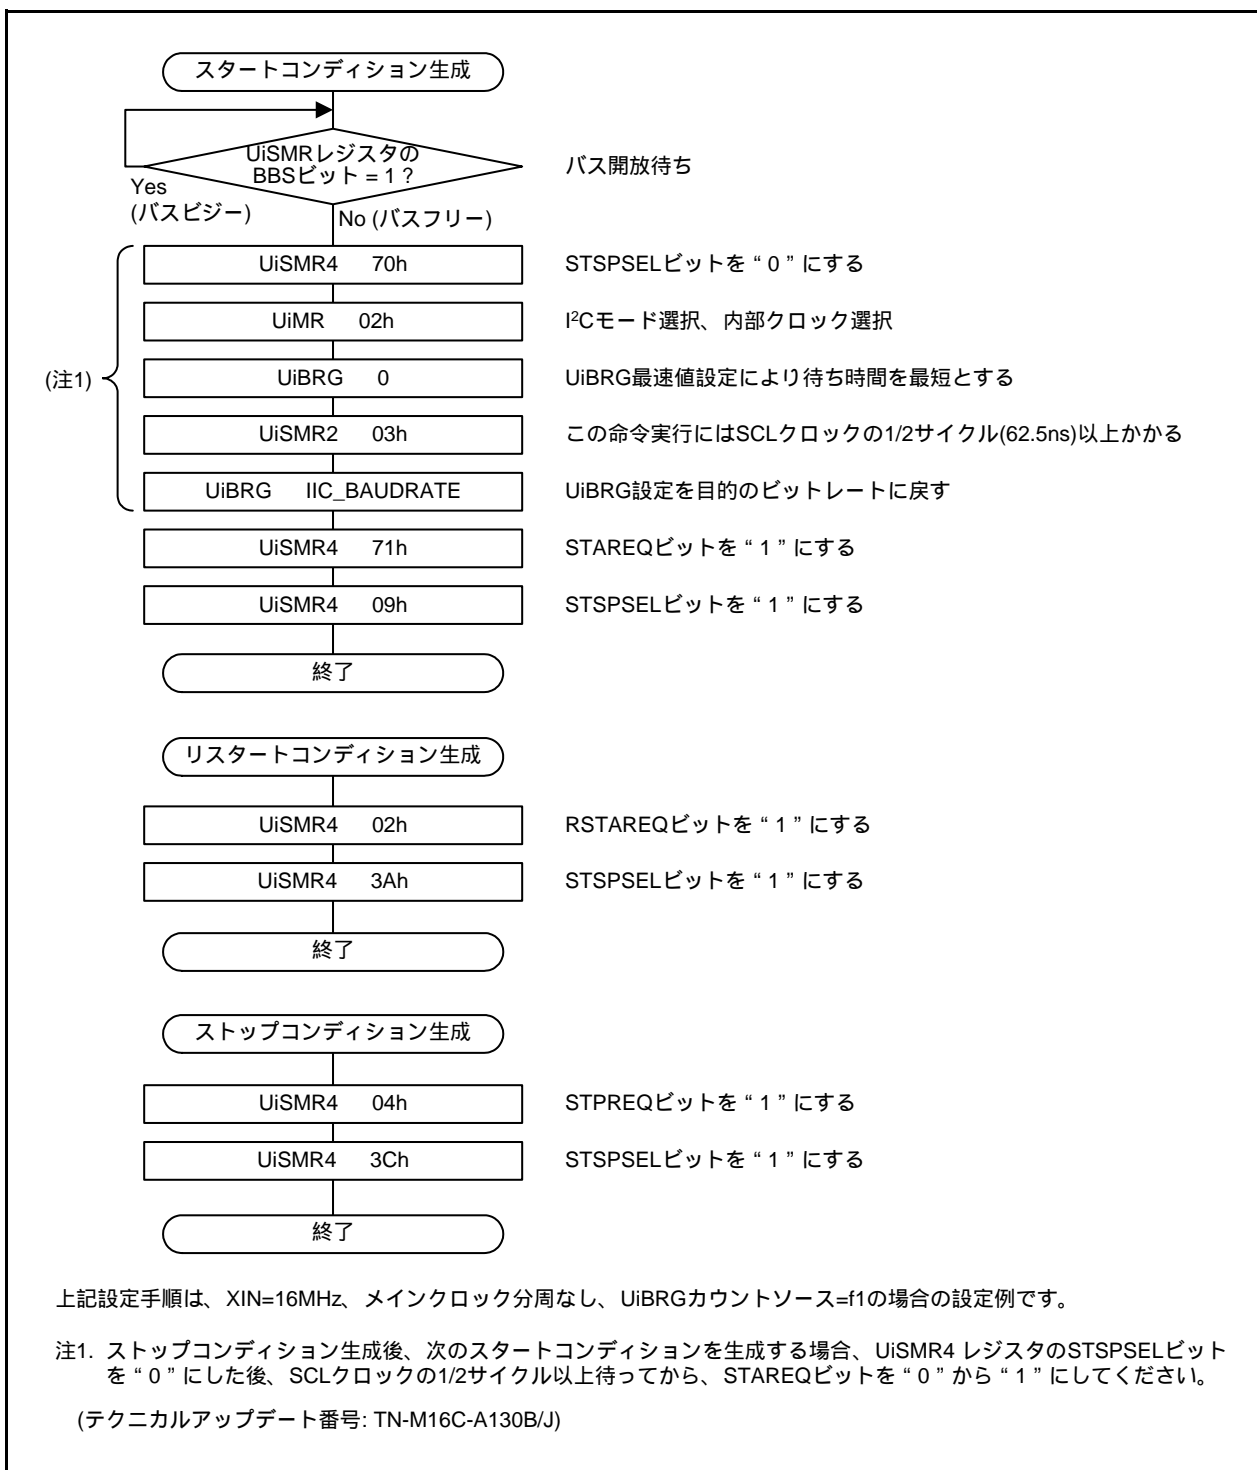 スタートコンディション生成
UiSMRレジスタの
BBSビット = 1 ?
バス開放待ち
Yes
(バスビジー)
No (バスフリー)
UiSMR4 70h
STSPSELビットを “ 0 ” にする
UiMR 02h
I²Cモード選択、内部クロック選択
(注1)
UiBRG 0
UiBRG最速値設定により待ち時間を最短とする
UiSMR2 03h
この命令実行にはSCLクロックの1/2サイクル(62.5ns)以上かかる
UiBRG IIC_BAUDRATE
UiBRG設定を目的のビットレートに戻す
UiSMR4 71h
STAREQビットを “ 1 ” にする
UiSMR4 09h
STSPSELビットを “ 1 ” にする
終了
リスタートコンディション生成
UiSMR4 02h
RSTAREQビットを “ 1 ” にする
UiSMR4 3Ah
STSPSELビットを “ 1 ” にする
終了
ストップコンディション生成
UiSMR4 04h
STPREQビットを “ 1 ” にする
UiSMR4 3Ch
STSPSELビットを “ 1 ” にする
終了
上記設定手順は、XIN=16MHz、メインクロック分周なし、UiBRGカウントソース=f1の場合の設定例です。
注1. ストップコンディション生成後、次のスタートコンディションを生成する場合、UiSMR4 レジスタのSTSPSELビット
を “ 0 ” にした後、SCLクロックの1/2サイクル以上待ってから、STAREQビットを “ 0 ” から “ 1 ” にしてください。
(テクニカルアップデート番号: TN-M16C-A130B/J)